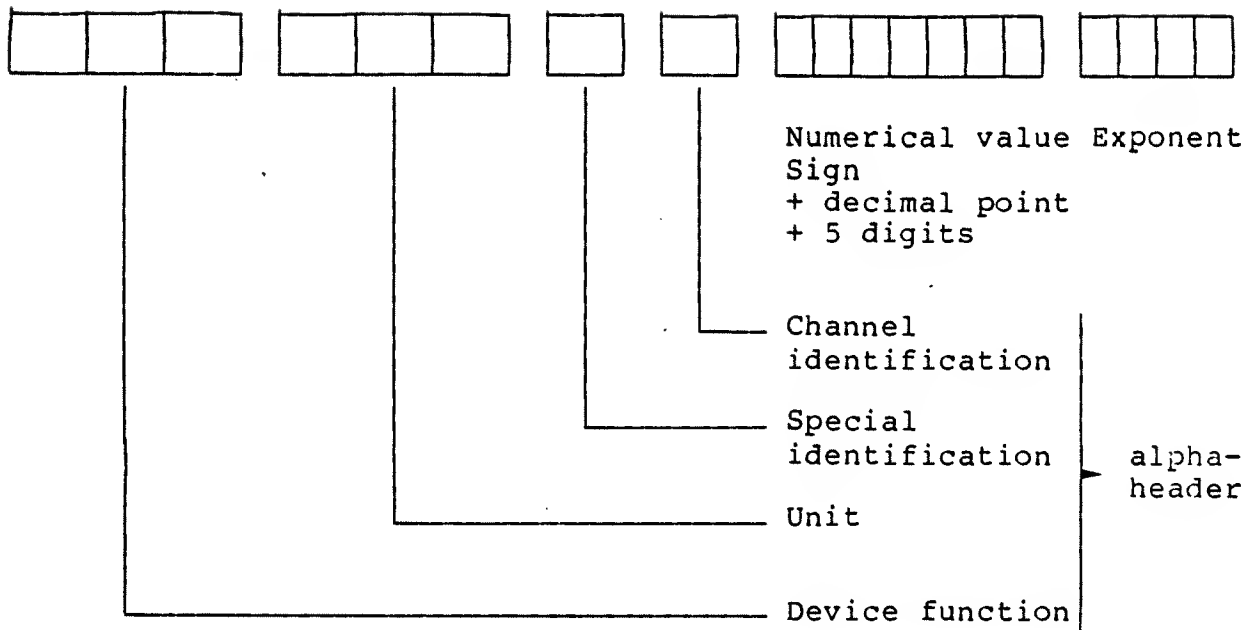 Numerical value Exponent
Sign
+ decimal point
+ 5 digits
Channel
identification
Special
identification
alpha-
header
Unit
Device function